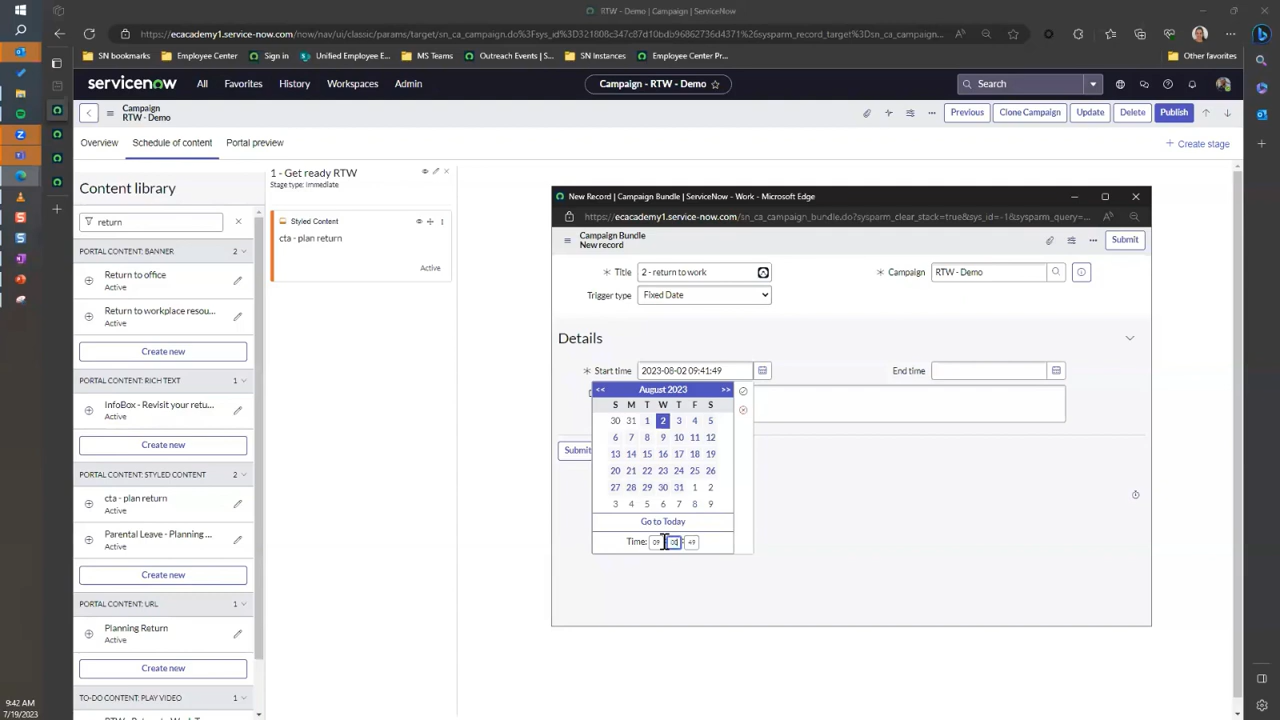 RTW - Demo | Campaign | ServiceNow
https://ecacademy1.service-now.com/now/nav/ui/classic/params/target/sn_ca_campaign.do%3Fsys_id%3D321808c347c87d10bdb96865276d4356%26sysparm_record_target%3Dsn_ca_campaign...
SN bookmarks
Employee Center
Sign in
Unified Employee E...
MS Teams
Outreach Events | S...
SN Instances
Employee Center Pr...
Other favorites
servicenow
All
Favorites
History
Workspaces
Admin
Campaign - RTW - Demo
Search
Campaign
RTW - Demo
Previous
Clone Campaign
Update
Delete
Publish
Overview
Schedule of content
Portal preview
Create stage
Content library
return
PORTAL CONTENT: BANNER 2
Return to office
Active
Return to workplace resou...
Active
Create new
PORTAL CONTENT: RICH TEXT 1
InfoBox - Revisit your retu...
Active
Create new
PORTAL CONTENT: STYLED CONTENT 2
cta - plan return
Active
Parental Leave - Planning ...
Active
Create new
PORTAL CONTENT: URL 1
Planning Return
Active
Create new
TO-DO CONTENT: PLAY VIDEO 1
1 - Get ready RTW
Stage type: Immediate
Styled Content
cta - plan return
Active
New Record | Campaign Bundle | ServiceNow - Work - Microsoft Edge
https://ecacademy1.service-now.com/sn_ca_campaign_bundle.do?sysparm_clear_stack=true&sys_id=-1&sysparm_query=...
Campaign Bundle
New record
Submit
Title 2 - return to work
Campaign RTW - Demo
Trigger type Fixed Date
Details
Start time 2023-08-02 09:41:49
End time
<< August 2023 >>
S M T W T F S
30 31 1 2 3 4 5
6 7 8 9 10 11 12
13 14 15 16 17 18 19
20 21 22 23 24 25 26
27 28 29 30 31 1 2
3 4 5 6 7 8 9
Go to Today
Time: 09 00 49
Submit
9:42 AM
7/19/2023